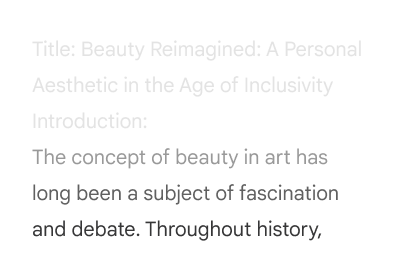 Title: Beauty Reimagined: A Personal
Aesthetic in the Age of Inclusivity
Introduction:
The concept of beauty in art has
long been a subject of fascination
and debate. Throughout history,